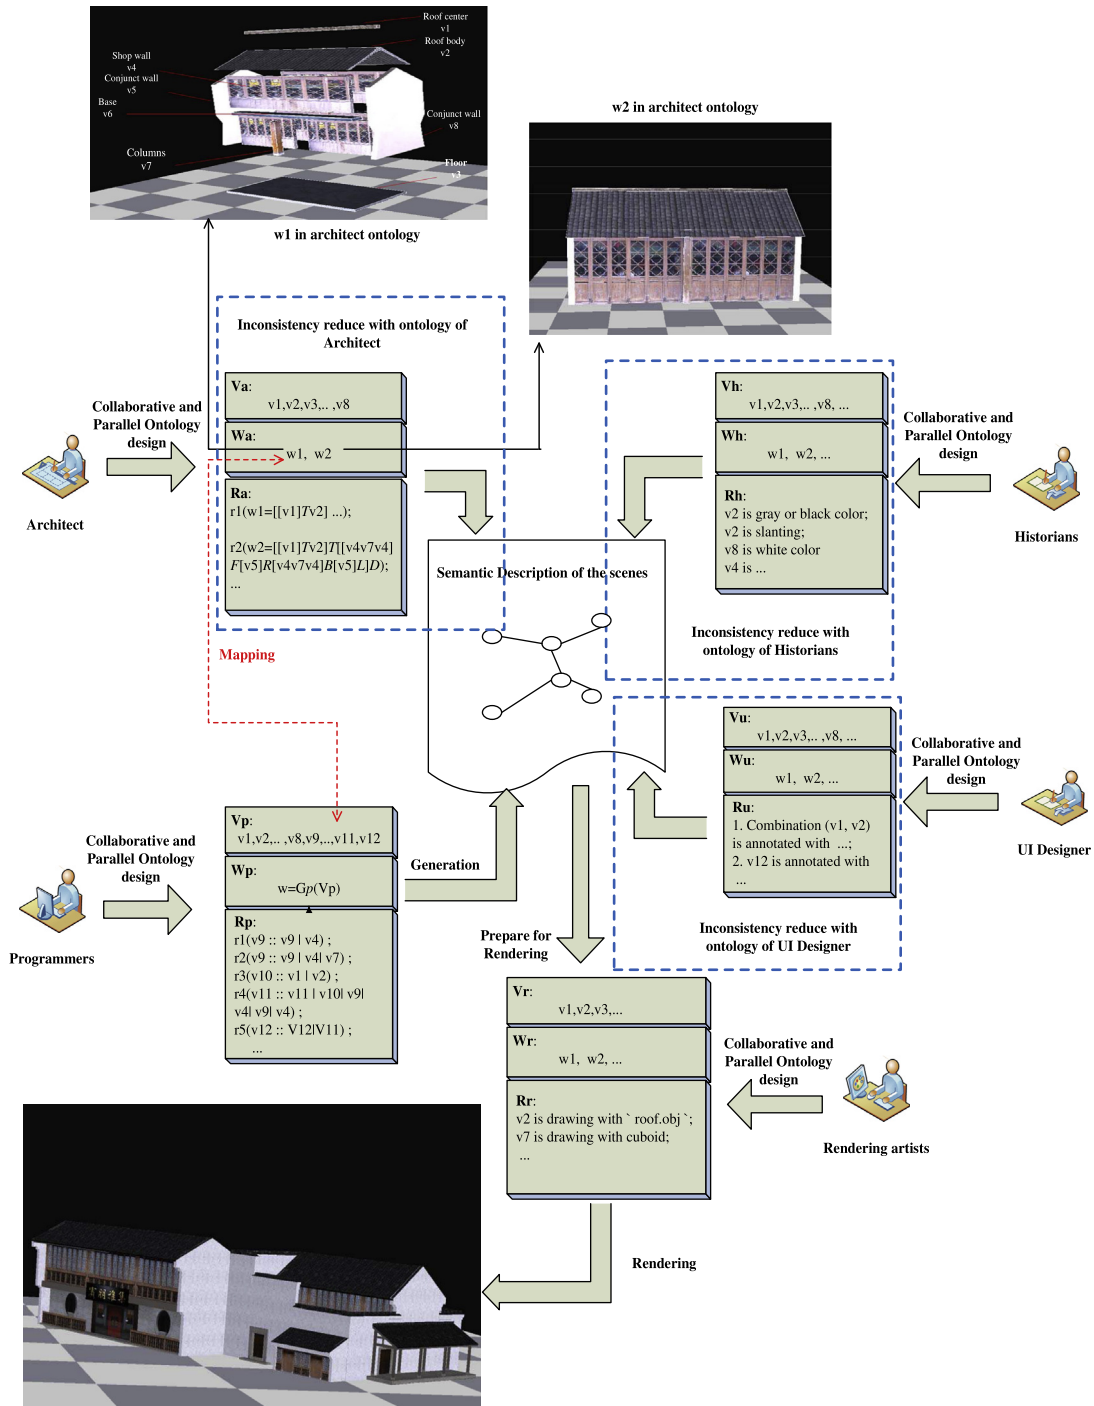 Roof center
v1
Roof body
v2
Shop wall
v4
Conjunct wall
v5
Base
v6
Conjunct wall
v8
Columns
v7
Floor
v3
w1 in architect ontology
w2 in architect ontology
Inconsistency reduce with ontology of
Architect
Va:
v1,v2,v3,.. ,v8
Wa:
w1, w2
Ra:
r1(w1=[[v1]Tv2] ...);
r2(w2=[[v1]Tv2]T[[v4v7v4]
F[v5]R[v4v7v4]B[v5]L]D);
...
Collaborative and
Parallel Ontology
design
Architect
Vh:
v1,v2,v3,.. ,v8, ...
Wh:
w1, w2, ...
Rh:
v2 is gray or black color;
v2 is slanting;
v8 is white color
v4 is ...
Collaborative and
Parallel Ontology
design
Historians
Inconsistency reduce with
ontology of Historians
Semantic Description of the scenes
Mapping
Vu:
v1,v2,v3,.. ,v8, ...
Wu:
w1, w2, ...
Ru:
1. Combination (v1, v2)
is annotated with ...;
2. v12 is annotated with
...
Collaborative and
Parallel Ontology
design
UI Designer
Inconsistency reduce with
ontology of UI Designer
Vp:
v1,v2,.. ,v8,v9,..,v11,v12
Wp:
w=Gp(Vp)
Rp:
r1(v9 :: v9 | v4) ;
r2(v9 :: v9 | v4| v7) ;
r3(v10 :: v1 | v2) ;
r4(v11 :: v11 | v10| v9|
v4| v9| v4) ;
r5(v12 :: V12|V11) ;
...
Collaborative and
Parallel Ontology
design
Programmers
Generation
Prepare for
Rendering
Vr:
v1,v2,v3,...
Wr:
w1, w2, ...
Rr:
v2 is drawing with ` roof.obj `;
v7 is drawing with cuboid;
...
Collaborative and
Parallel Ontology
design
Rendering artists
Rendering